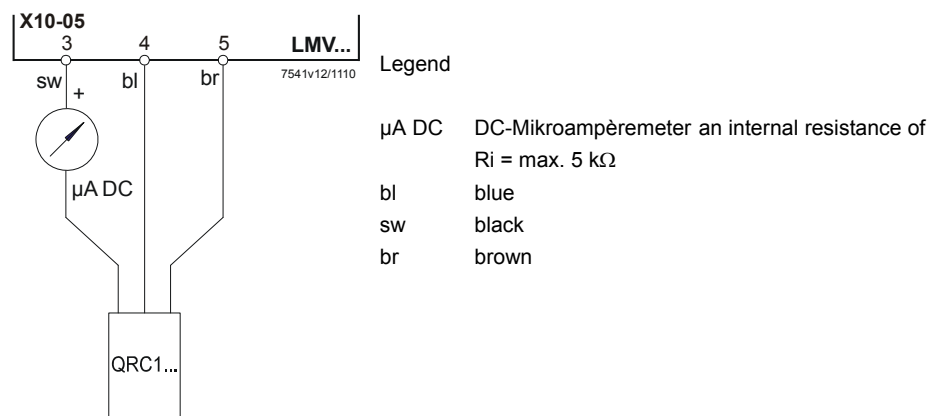 X10-05
3 4 5 LMV...
7541v12/1110
sw bl br
+
µA DC
QRC1...
Legend
µA DC DC-Mikroampèremeter an internal resistance of
Ri = max. 5 kΩ
bl blue
sw black
br brown